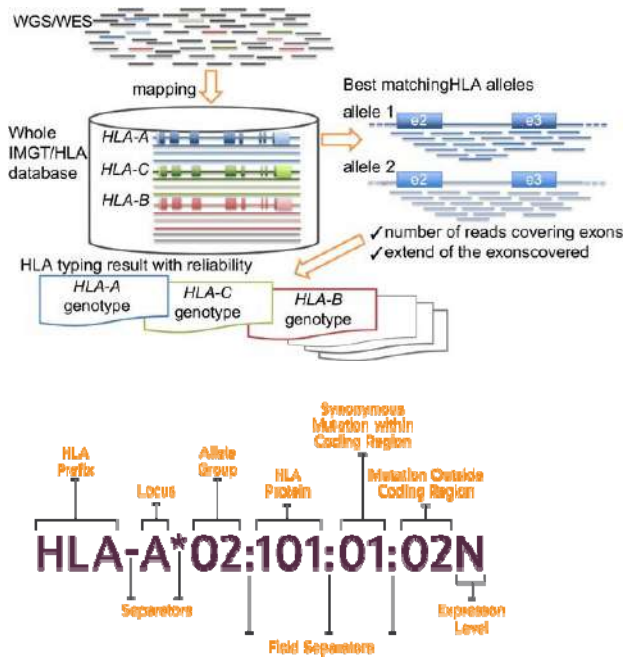 WGS/WES
mapping
Best matchingHLA alleles
Whole
IMGT/HLA
database
HLA-A
HLA-C
HLA-B
allele 1
e2
e3
allele 2
e2
e3
✓number of reads covering exons
✓extend of the exonscovered
HLA typing result with reliability
HLA-A
genotype
HLA-C
genotype
HLA-B
genotype
Synonymous
Mutation within
Coding Region
HLA
Prefix
Allele
Group
HLA
Protein
Mutation Outside
Coding Region
Locus
HLA-A*02:101:01:02N
Separators
Field Separators
Expression
Level